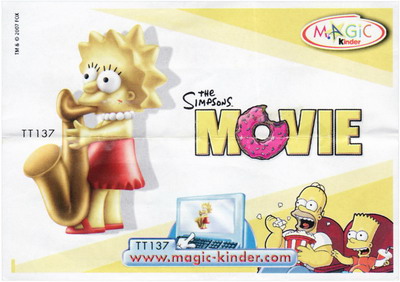 TM & © 2007 FOX
MAGiC
Kinder
TT137
THE
SIMPSONS
MOVIE
TT137
www.magic-kinder.com